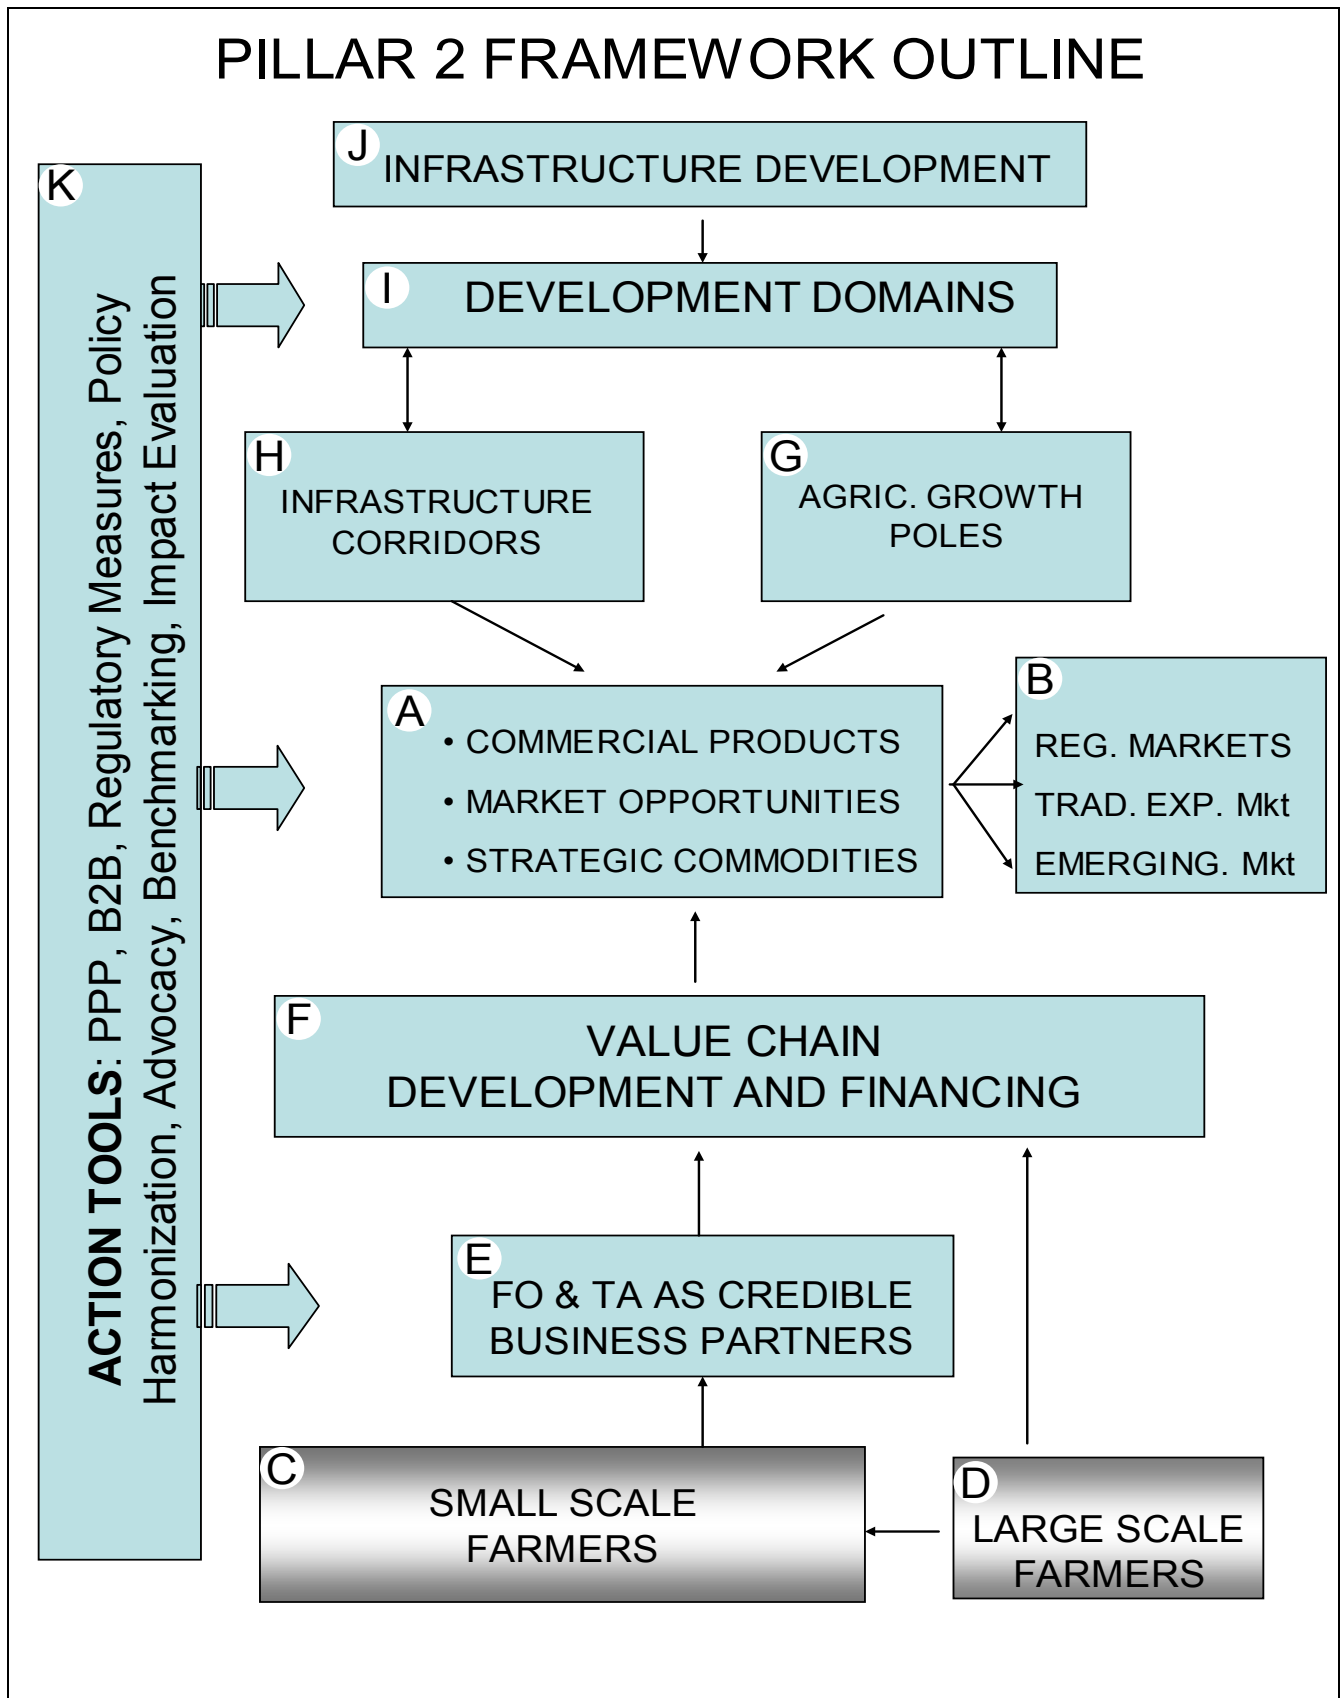 PILLAR 2 FRAMEWORK OUTLINE
J
INFRASTRUCTURE DEVELOPMENT
K
ACTION TOOLS: PPP, B2B, Regulatory Measures, Policy
Harmonization, Advocacy, Benchmarking, Impact Evaluation
I
DEVELOPMENT DOMAINS
H
INFRASTRUCTURE
CORRIDORS
G
AGRIC. GROWTH
POLES
A
• COMMERCIAL PRODUCTS
• MARKET OPPORTUNITIES
• STRATEGIC COMMODITIES
B
REG. MARKETS
TRAD. EXP. Mkt
EMERGING. Mkt
F
VALUE CHAIN
DEVELOPMENT AND FINANCING
E
FO & TA AS CREDIBLE
BUSINESS PARTNERS
C
SMALL SCALE
FARMERS
D
LARGE SCALE
FARMERS